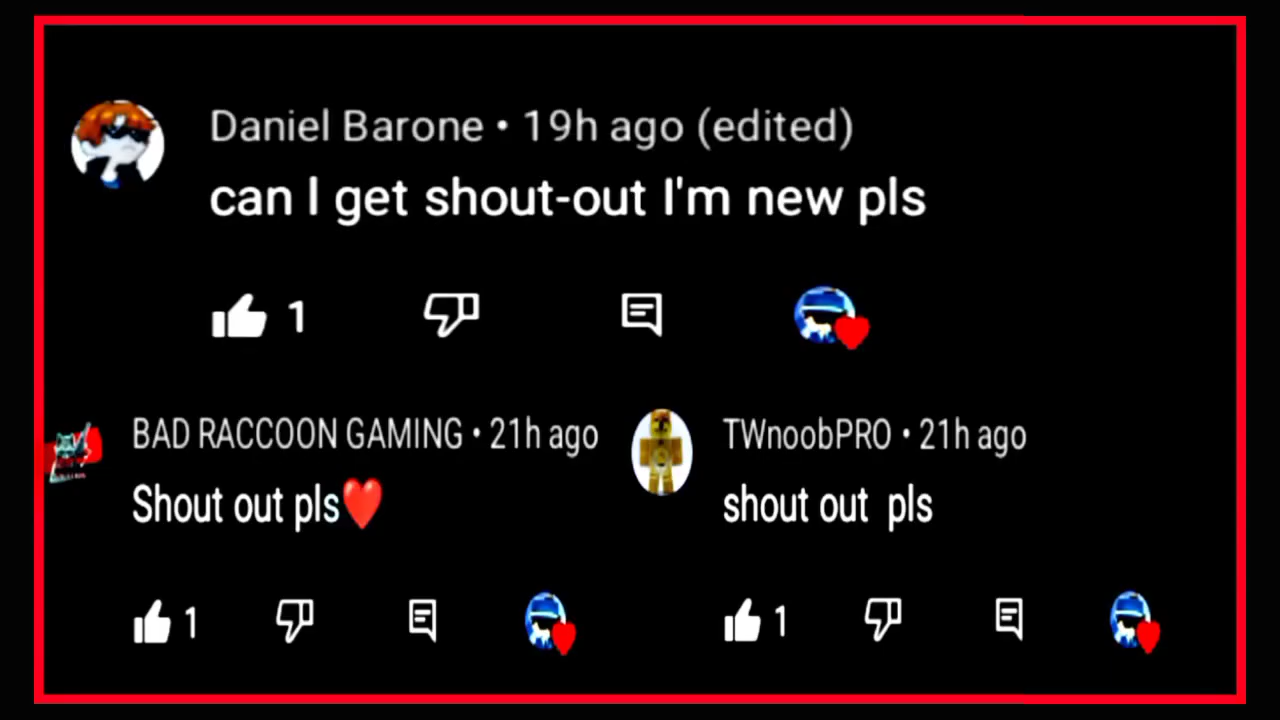 Daniel Barone • 19h ago (edited)
can I get shout-out I'm new pls
1
BAD RACCOON GAMING • 21h ago
Shout out pls❤️
1
TWnoobPRO • 21h ago
shout out pls
1